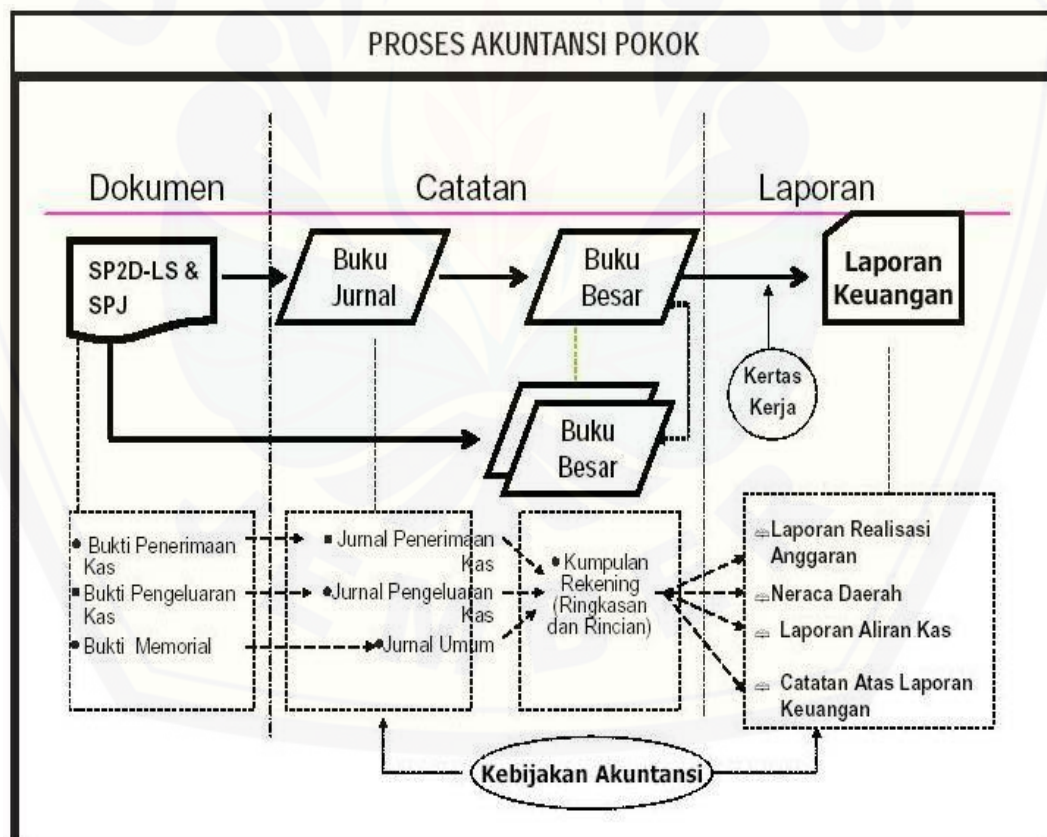 PROSES AKUNTANSI POKOK
Dokumen
Catatan
Laporan
SP2D-LS &
SPJ
Buku
Jurnal
Buku
Besar
Laporan
Keuangan
Kertas
Kerja
Buku
Besar
Bukti Penerimaan
Kas
Bukti Pengeluaran
Kas
Bukti Memorial
Jurnal Penerimaan
Kas
Jurnal Pengeluaran
Kas
Jurnal Umum
Kumpulan
Rekening
(Ringkasan
dan Rincian)
Laporan Realisasi
Anggaran
Neraca Daerah
Laporan Aliran Kas
Catatan Atas Laporan
Keuangan
Kebijakan Akuntansi